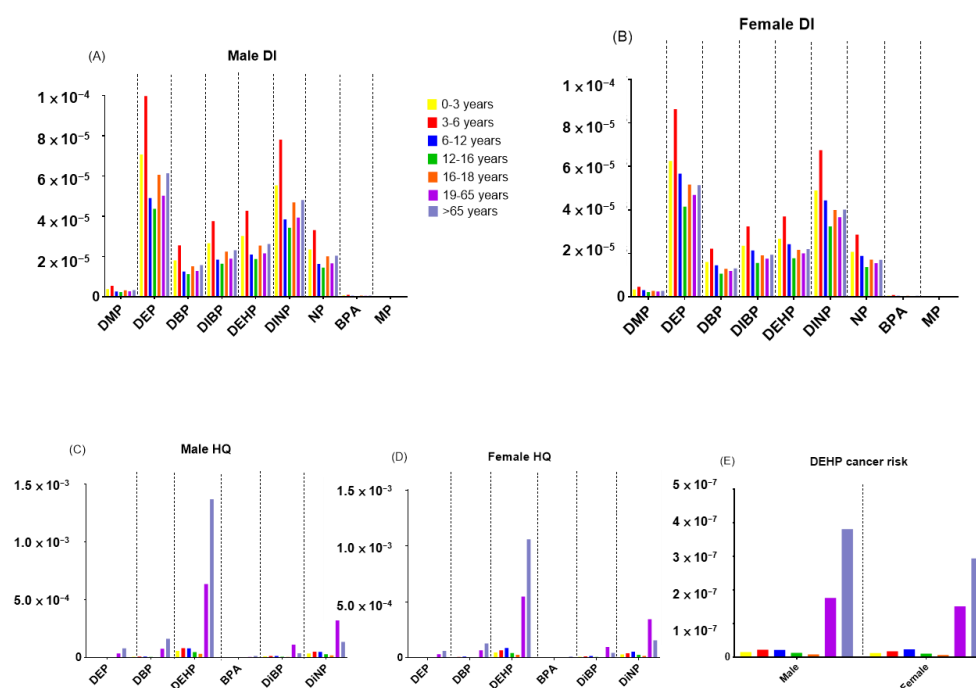 (A)
Male DI
1 × 10⁻⁴
8 × 10⁻⁵
6 × 10⁻⁵
4 × 10⁻⁵
2 × 10⁻⁵
0
DMP
DEP
DBP
DIBP
DEHP
DINP
NP
BPA
MP
0-3 years
3-6 years
6-12 years
12-16 years
16-18 years
19-65 years
>65 years
(B)
Female DI
1 × 10⁻⁴
8 × 10⁻⁵
6 × 10⁻⁵
4 × 10⁻⁵
2 × 10⁻⁵
0
DMP
DEP
DBP
DIBP
DEHP
DINP
NP
BPA
MP
(C)
Male HQ
1.5 × 10⁻³
1.0 × 10⁻³
5.0 × 10⁻⁴
0
DEP
DBP
DEHP
BPA
DiBP
DiNP
(D)
Female HQ
1.5 × 10⁻³
1.0 × 10⁻³
5.0 × 10⁻⁴
0
DEP
DBP
DEHP
BPA
DiBP
DiNP
(E)
DEHP cancer risk
5 × 10⁻⁷
4 × 10⁻⁷
3 × 10⁻⁷
2 × 10⁻⁷
1 × 10⁻⁷
0
Male
Female